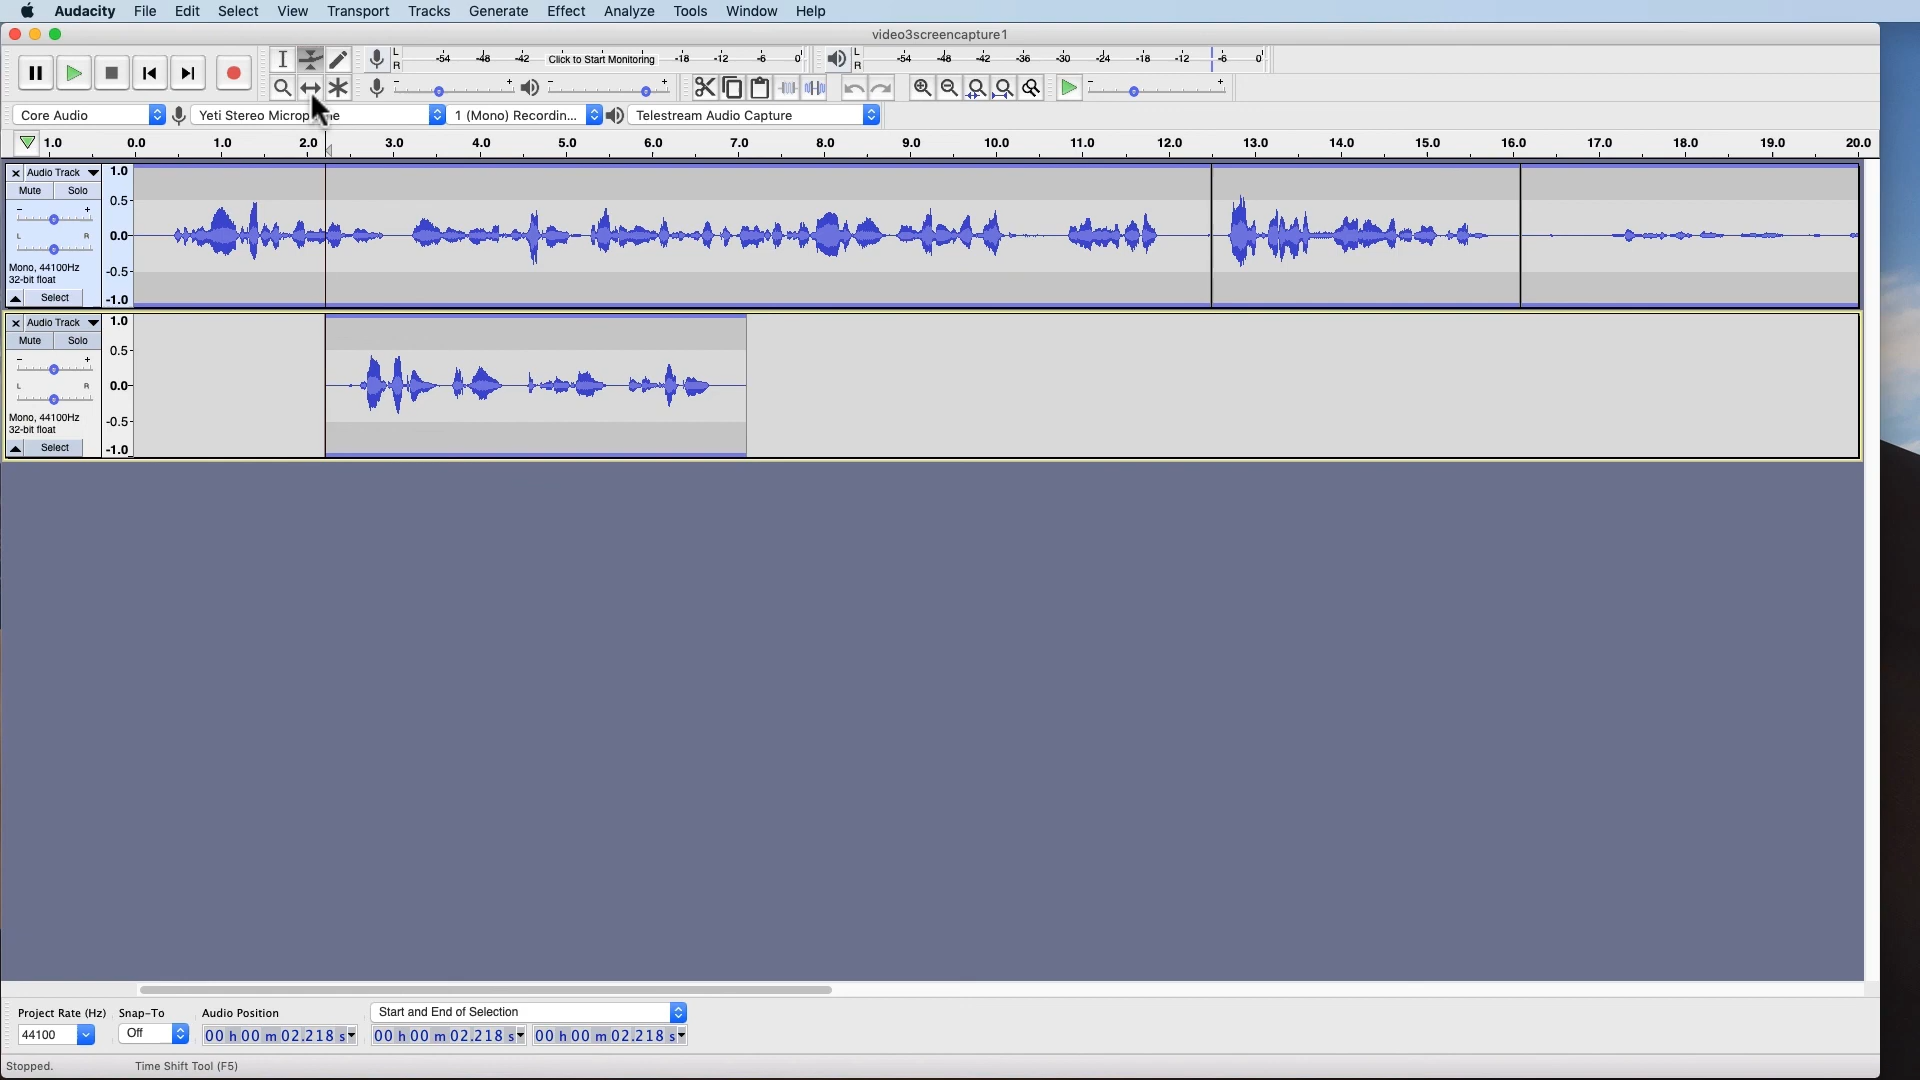 Audacity File Edit Select View Transport Tracks Generate Effect Analyze Tools Window Help
video3screencapture1
L R -54 -48 -42 Click to Start Monitoring -18 -12 -6 0 L R -54 -48 -42 -36 -30 -24 -18 -12 -6 0
- + - + - +
Core Audio Yeti Stereo Microp ne 1 (Mono) Recordin... Telestream Audio Capture
1.0 0.0 1.0 2.0 3.0 4.0 5.0 6.0 7.0 8.0 9.0 10.0 11.0 12.0 13.0 14.0 15.0 16.0 17.0 18.0 19.0 20.0
Audio Track 1.0
Mute Solo
- + 0.5
L R 0.0
Mono, 44100Hz -0.5
32-bit float
Select -1.0
Audio Track 1.0
Mute Solo
- + 0.5
L R 0.0
Mono, 44100Hz -0.5
32-bit float
Select -1.0
Project Rate (Hz) Snap-To Audio Position Start and End of Selection
44100 Off 00 h 00 m 02.218 s 00 h 00 m 02.218 s 00 h 00 m 02.218 s
Stopped. Time Shift Tool (F5)